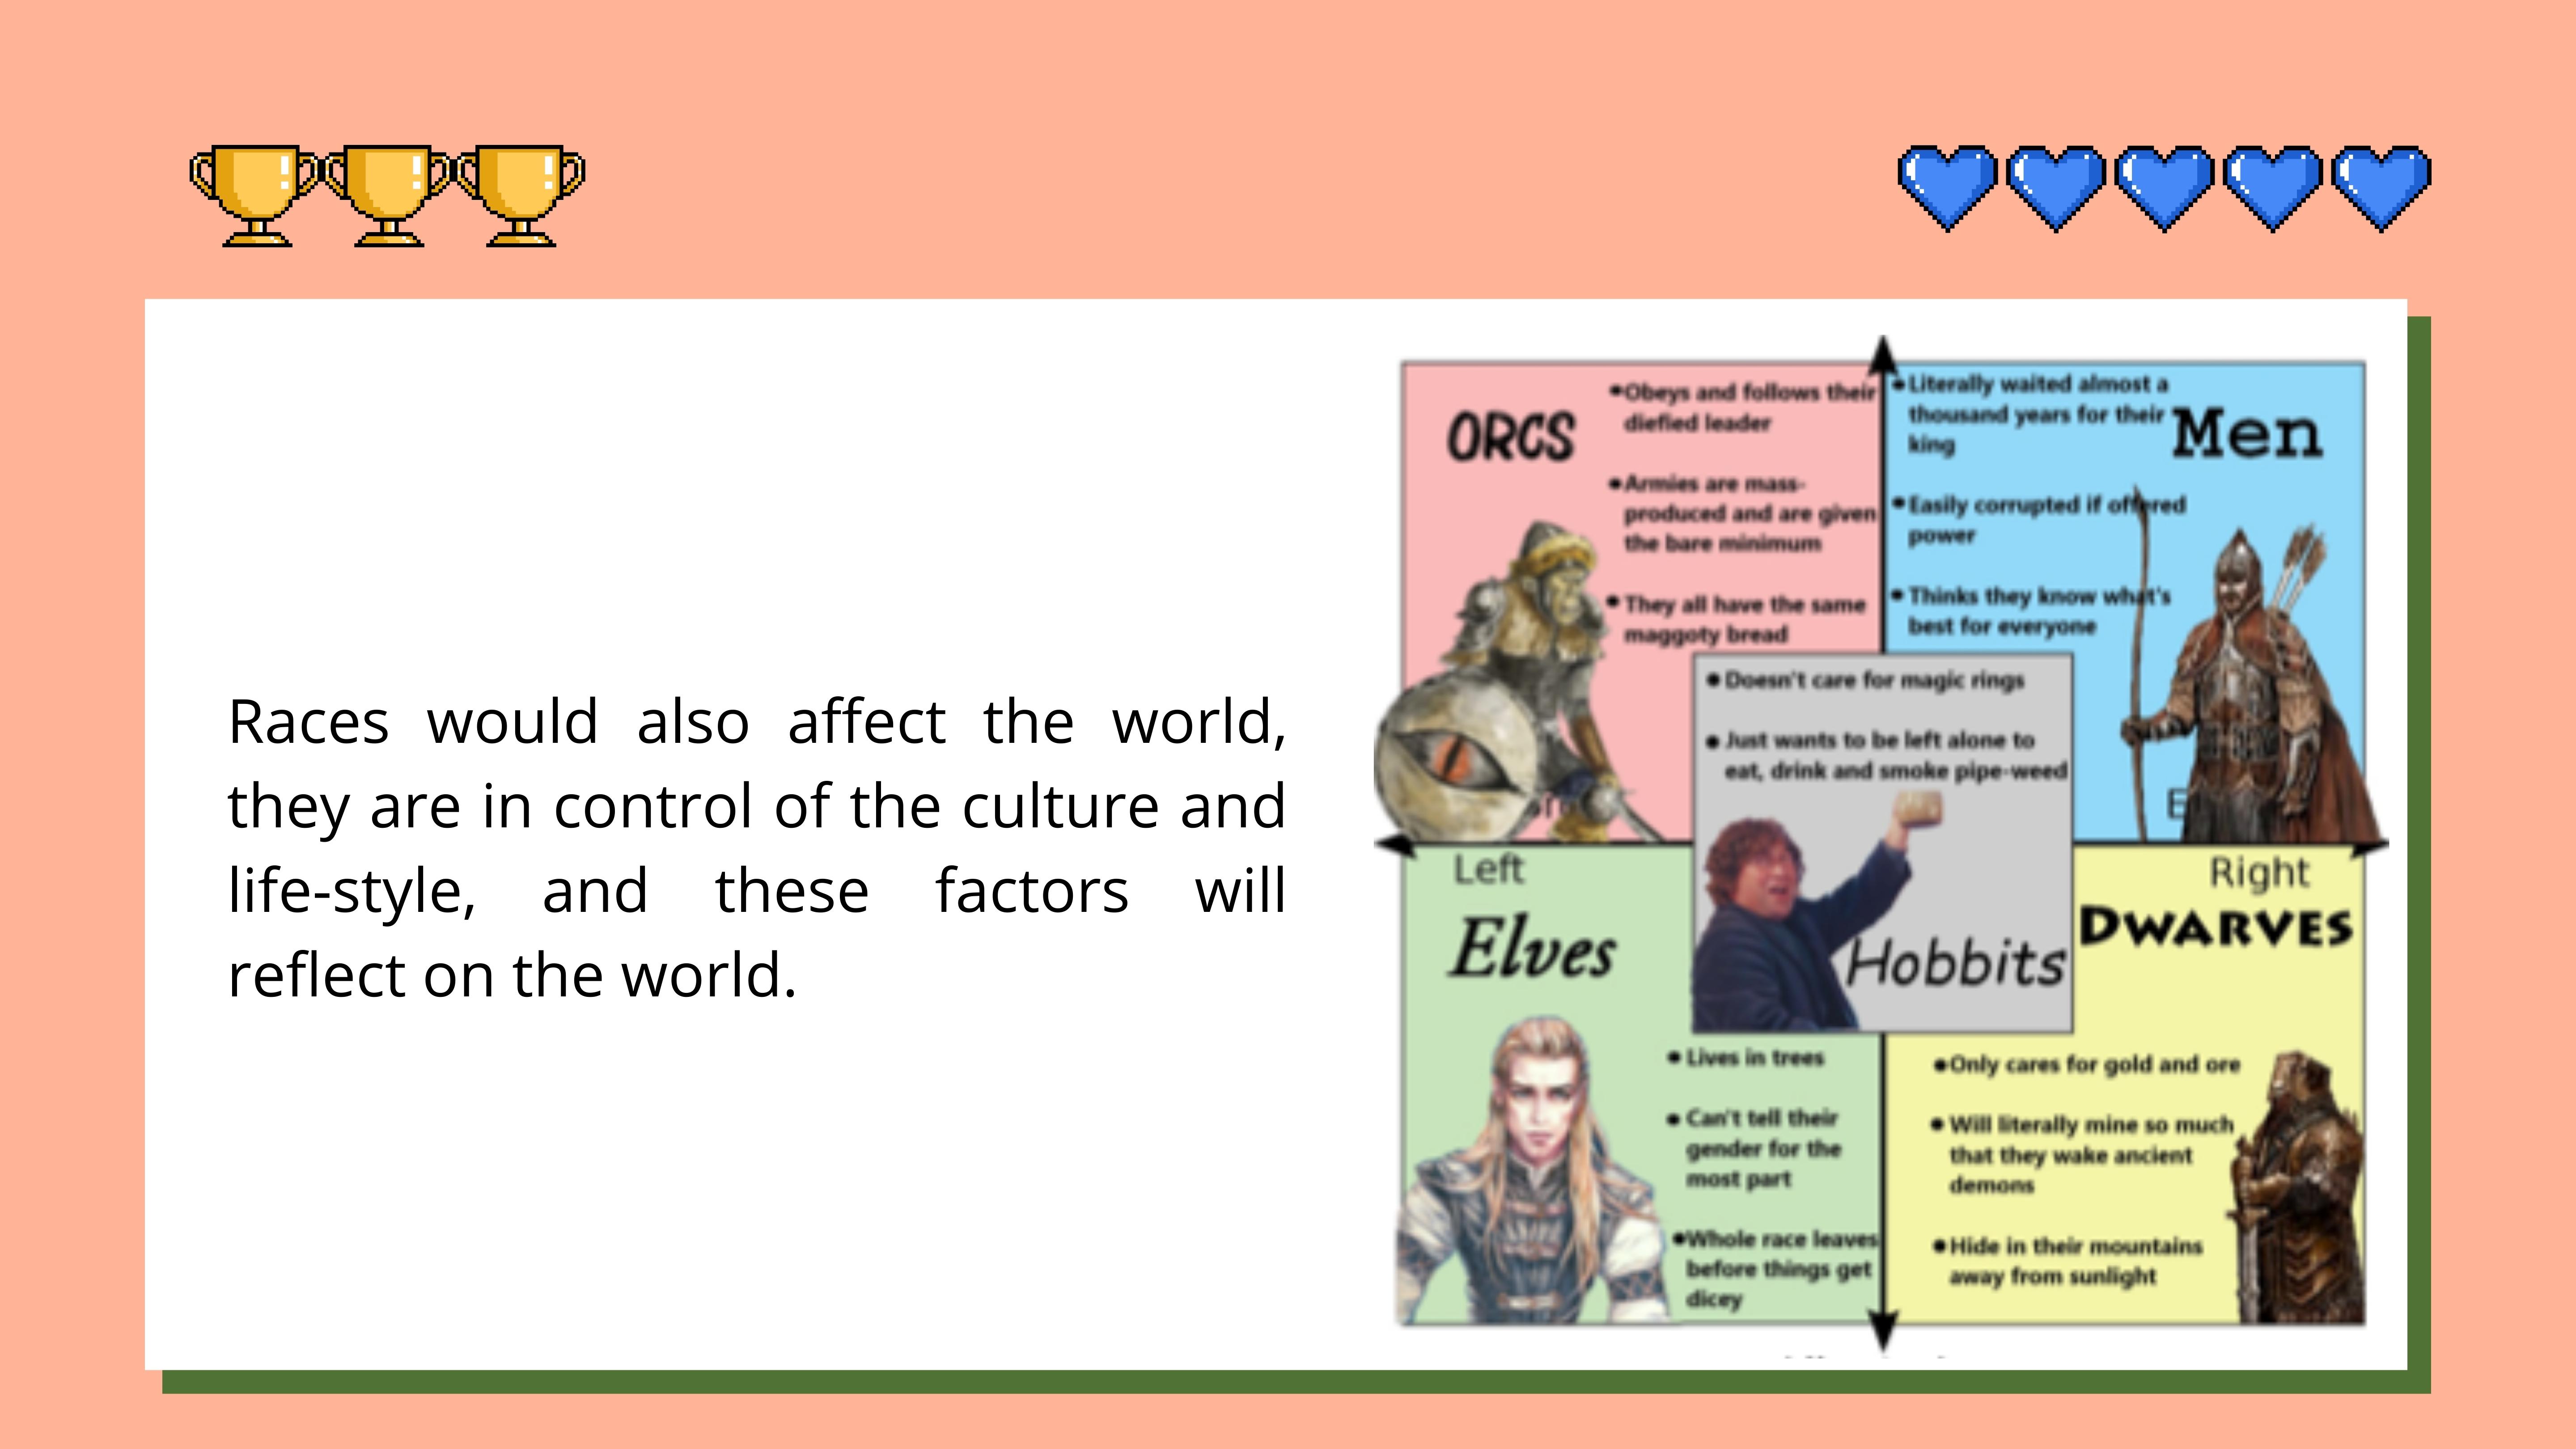 Races would also affect the world,
they are in control of the culture and
life-style, and these factors will
reflect on the world.
ORCS
•Obeys and follows their
diefied leader
•Armies are mass-
produced and are given
the bare minimum
•They all have the same
maggoty bread
•Literally waited almost a
thousand years for their
king
Men
•Easily corrupted if offered
power
•Thinks they know what's
best for everyone
•Doesn't care for magic rings
•Just wants to be left alone to
eat, drink and smoke pipe-weed
Hobbits
Left
Elves
•Lives in trees
•Can't tell their
gender for the
most part
•Whole race leaves
before things get
dicey
Right
DWARVES
•Only cares for gold and ore
•Will literally mine so much
that they wake ancient
demons
•Hide in their mountains
away from sunlight